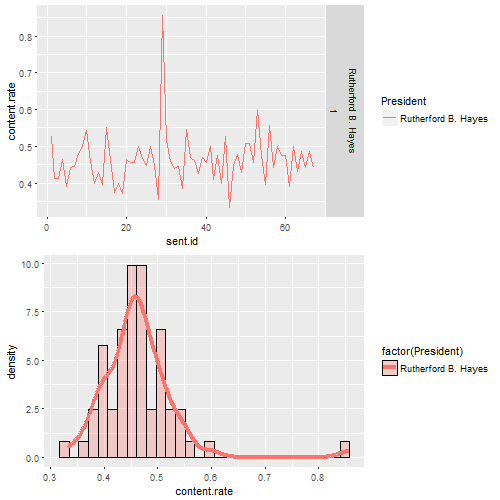 0.8
0.7
0.6
0.5
0.4
content.rate
0
20
40
60
sent.id
Rutherford B. Hayes
1
President
Rutherford B. Hayes
10.0
7.5
5.0
2.5
0.0
density
0.3
0.4
0.5
0.6
0.7
0.8
content.rate
factor(President)
Rutherford B. Hayes